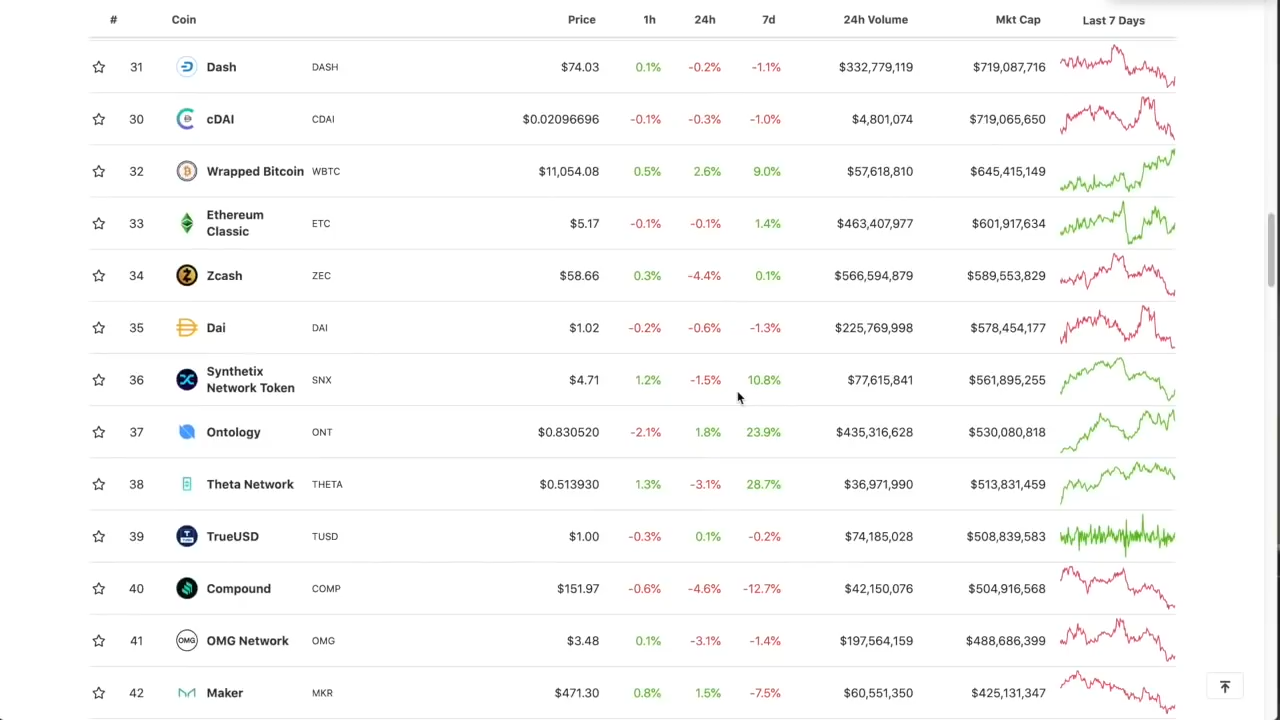 # Coin Price 1h 24h 7d 24h Volume Mkt Cap Last 7 Days
31 Dash DASH $74.03 0.1% -0.2% -1.1% $332,779,119 $719,087,716
30 cDAI CDAI $0.02096696 -0.1% -0.3% -1.0% $4,801,074 $719,065,650
32 Wrapped Bitcoin WBTC $11,054.08 0.5% 2.6% 9.0% $57,618,810 $645,415,149
33 Ethereum
Classic ETC $5.17 -0.1% -0.1% 1.4% $463,407,977 $601,917,634
34 Zcash ZEC $58.66 0.3% -4.4% 0.1% $566,594,879 $589,553,829
35 Dai DAI $1.02 -0.2% -0.6% -1.3% $225,769,998 $578,454,177
36 Synthetix
Network Token SNX $4.71 1.2% -1.5% 10.8% $77,615,841 $561,895,255
37 Ontology ONT $0.830520 -2.1% 1.8% 23.9% $435,316,628 $530,080,818
38 Theta Network THETA $0.513930 1.3% -3.1% 28.7% $36,971,990 $513,831,459
39 TrueUSD TUSD $1.00 -0.3% 0.1% -0.2% $74,185,028 $508,839,583
40 Compound COMP $151.97 -0.6% -4.6% -12.7% $42,150,076 $504,916,568
41 OMG OMG Network OMG $3.48 0.1% -3.1% -1.4% $197,564,159 $488,686,399
42 Maker MKR $471.30 0.8% 1.5% -7.5% $60,551,350 $425,131,347